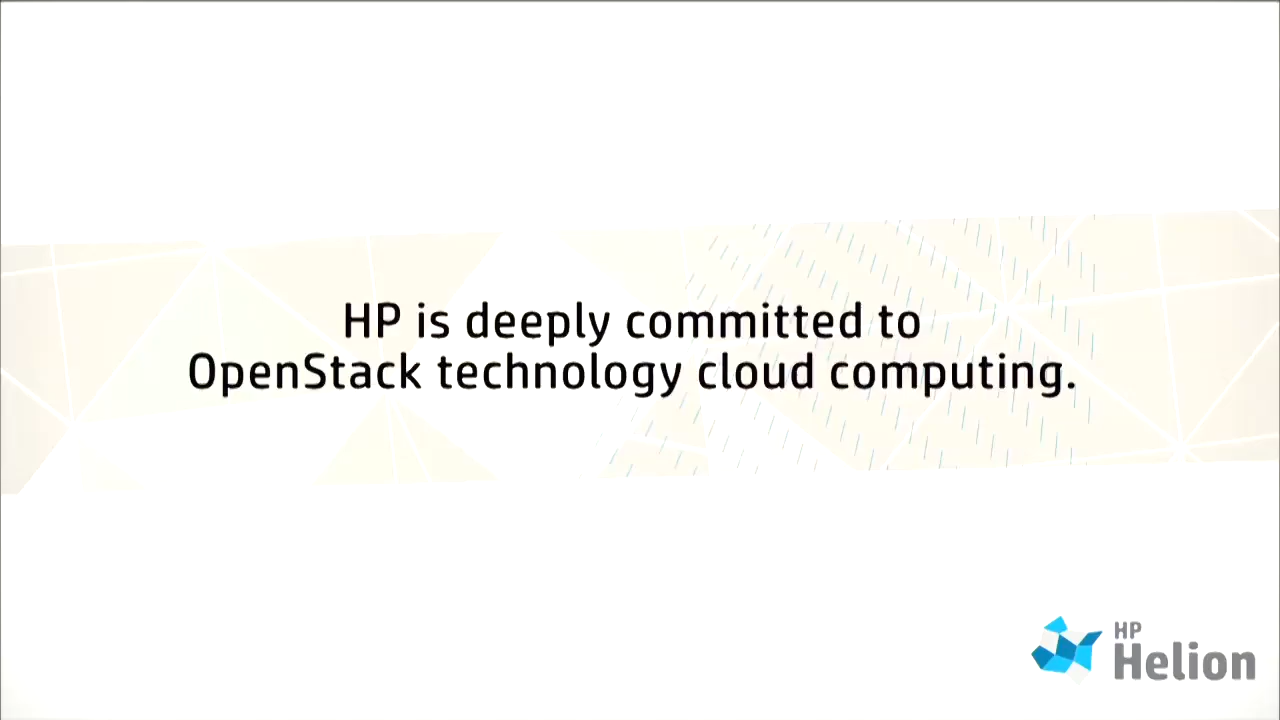 HP is deeply committed to
OpenStack technology cloud computing.
HP
Helion